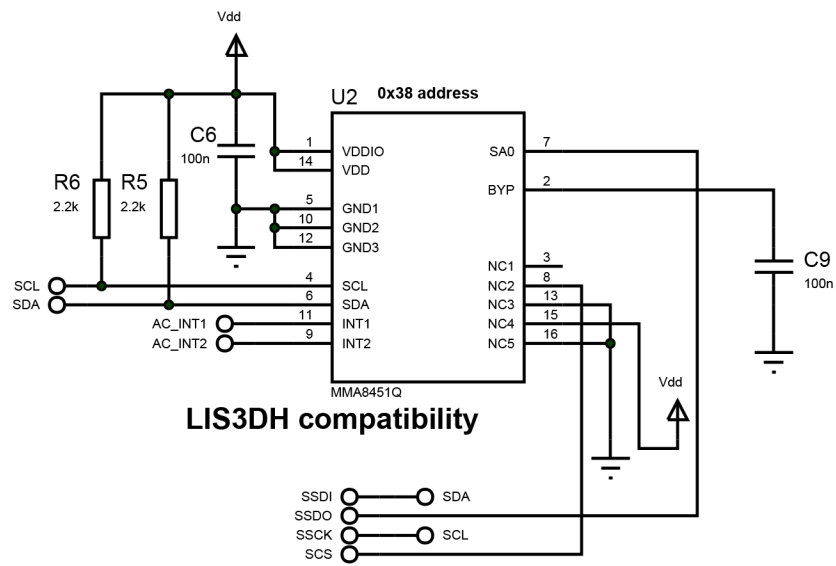 Vdd
U2 0x38 address
C6
100n
R6
2.2k
R5
2.2k
1 VDDIO
14 VDD
5 GND1
10 GND2
12 GND3
4 SCL
6 SDA
11 INT1
9 INT2
SA0 7
BYP 2
NC1 3
NC2 8
NC3 13
NC4 15
NC5 16
SCL
SDA
AC_INT1
AC_INT2
C9
100n
Vdd
MMA8451Q
LIS3DH compatibility
SSDI SDA
SSDO
SSCK SCL
SCS